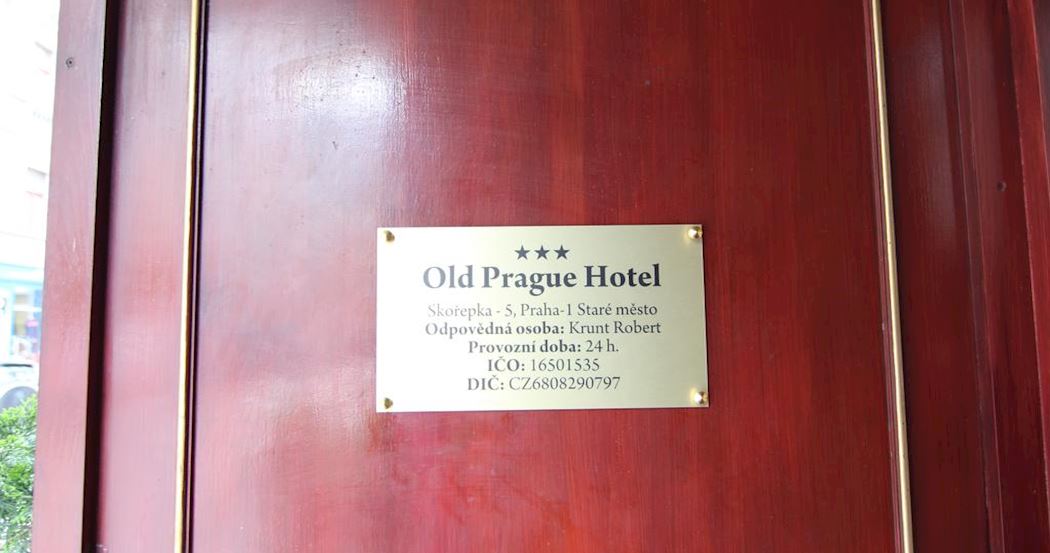 ★★★
Old Prague Hotel
Skořepka - 5, Praha-1 Staré město
Odpovědná osoba: Krunt Robert
Provozní doba: 24 h.
IČO: 16501535
DIČ: CZ6808290797